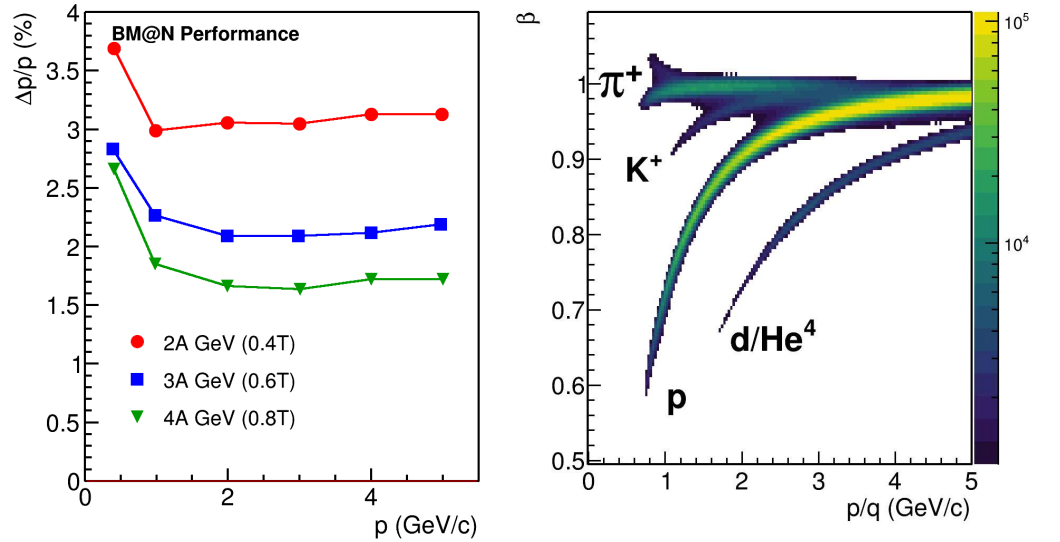 BM@N Performance
Δp/p (%)
4
3.5
3
2.5
2
1.5
1
0.5
0
2A GeV (0.4T)
3A GeV (0.6T)
4A GeV (0.8T)
0
2
4
p (GeV/c)
β
1
0.9
0.8
0.7
0.6
0.5
π⁺
K⁺
d/He⁴
p
0
1
2
3
4
5
p/q (GeV/c)
10⁵
10⁴